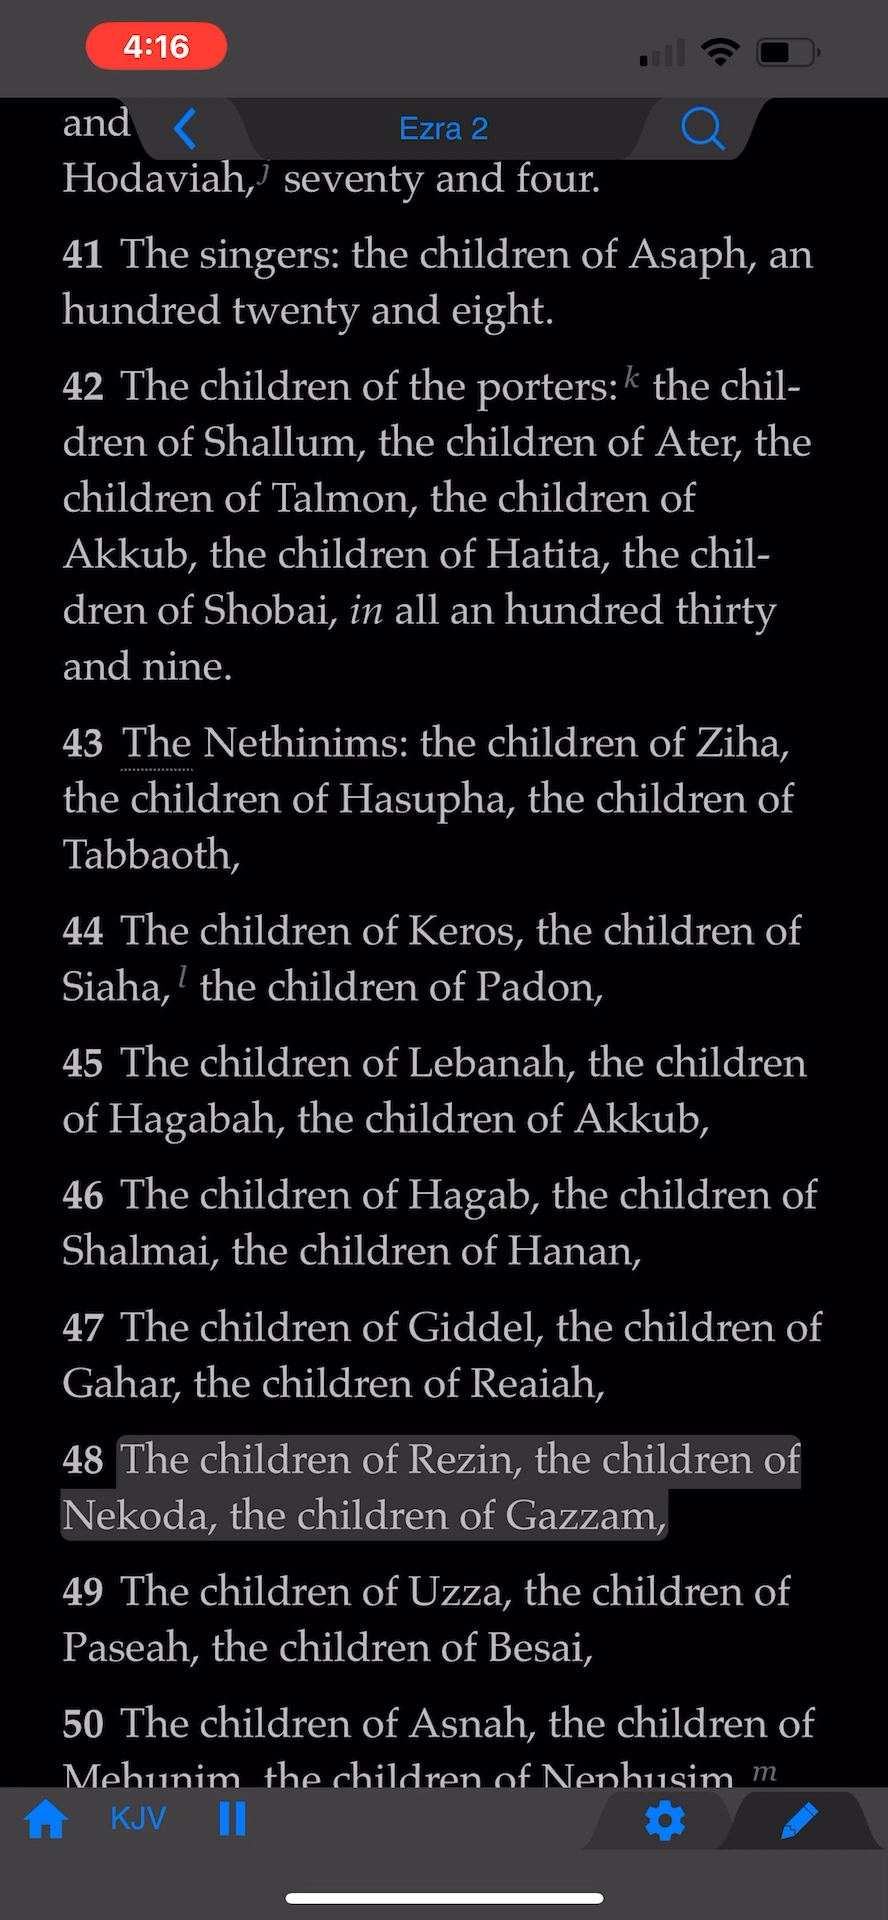 4:16
Ezra 2
and
Hodaviah,j seventy and four.
41 The singers: the children of Asaph, an
hundred twenty and eight.
42 The children of the porters:k the chil-
dren of Shallum, the children of Ater, the
children of Talmon, the children of
Akkub, the children of Hatita, the chil-
dren of Shobai, in all an hundred thirty
and nine.
43 The Nethinims: the children of Ziha,
the children of Hasupha, the children of
Tabbaoth,
44 The children of Keros, the children of
Siaha,l the children of Padon,
45 The children of Lebanah, the children
of Hagabah, the children of Akkub,
46 The children of Hagab, the children of
Shalmai, the children of Hanan,
47 The children of Giddel, the children of
Gahar, the children of Reaiah,
48 The children of Rezin, the children of
Nekoda, the children of Gazzam,
49 The children of Uzza, the children of
Paseah, the children of Besai,
50 The children of Asnah, the children of
Mehunim, the children of Nephusim,m
KJV